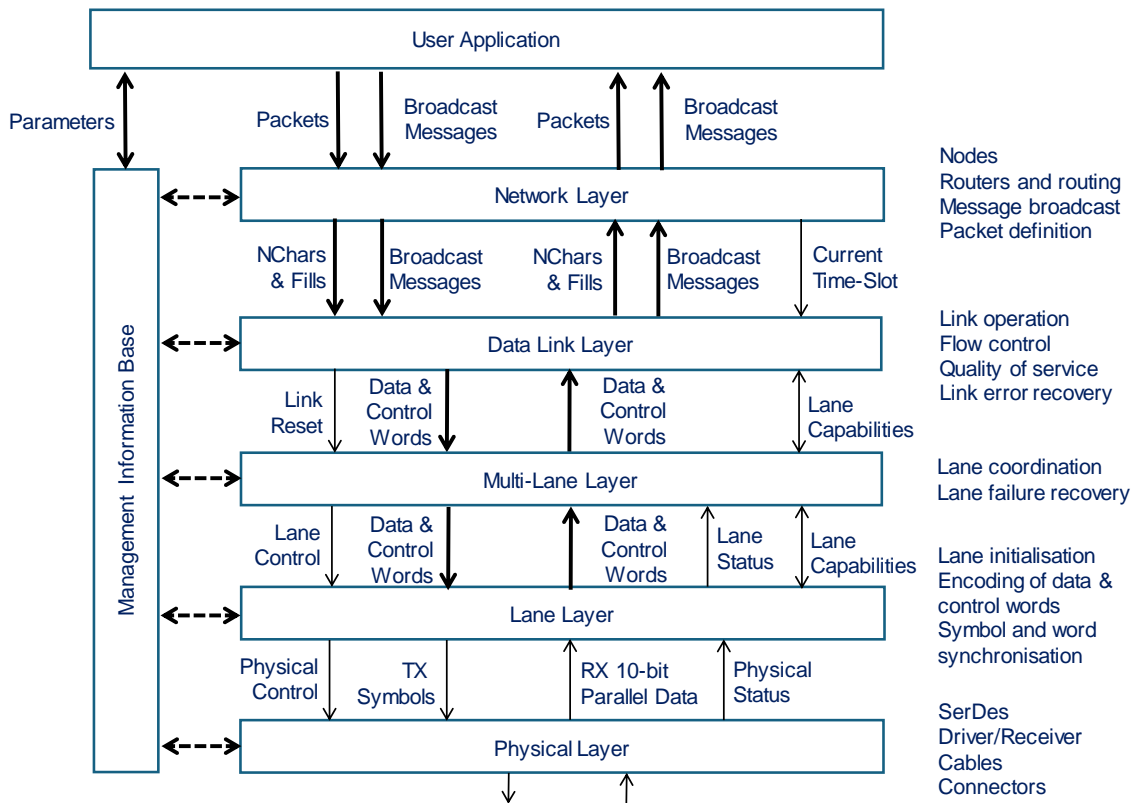 User Application
Parameters
Packets
Broadcast
Messages
Packets
Broadcast
Messages
Management Information Base
Network Layer
Nodes
Routers and routing
Message broadcast
Packet definition
NChars
& Fills
Broadcast
Messages
NChars
& Fills
Broadcast
Messages
Current
Time-Slot
Data Link Layer
Link operation
Flow control
Quality of service
Link error recovery
Link
Reset
Data &
Control
Words
Data &
Control
Words
Lane
Capabilities
Multi-Lane Layer
Lane coordination
Lane failure recovery
Lane
Control
Data &
Control
Words
Data &
Control
Words
Lane
Status
Lane
Capabilities
Lane Layer
Lane initialisation
Encoding of data &
control words
Symbol and word
synchronisation
Physical
Control
TX
Symbols
RX 10-bit
Parallel Data
Physical
Status
Physical Layer
SerDes
Driver/Receiver
Cables
Connectors